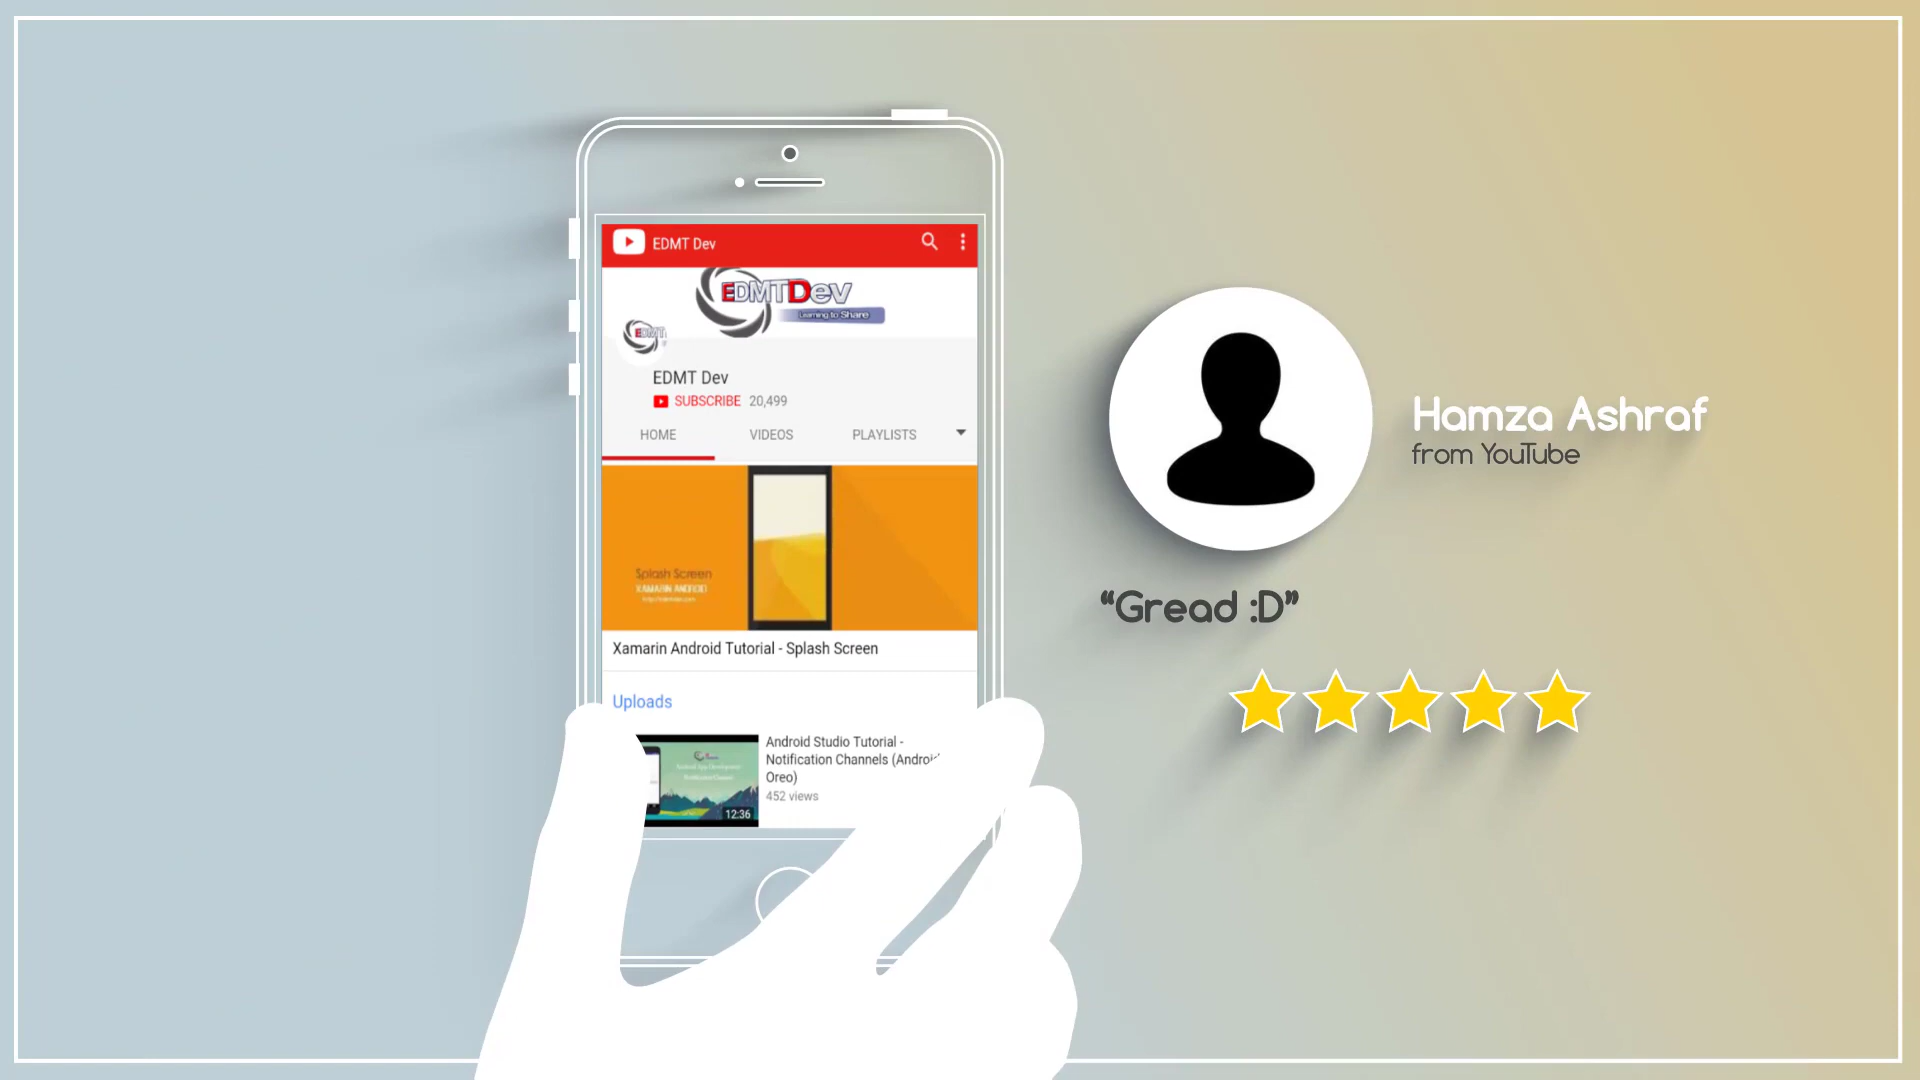 EDMT Dev
EDMTDev
Learning to Share
EDMT
EDMT Dev
SUBSCRIBE 20,499
HOME VIDEOS PLAYLISTS
Splash Screen
XAMARIN ANDROID
Xamarin Android Tutorial - Splash Screen
Uploads
Android Studio Tutorial -
Notification Channels (Android
Oreo)
452 views
12:36
Hamza Ashraf
from YouTube
“Gread :D”